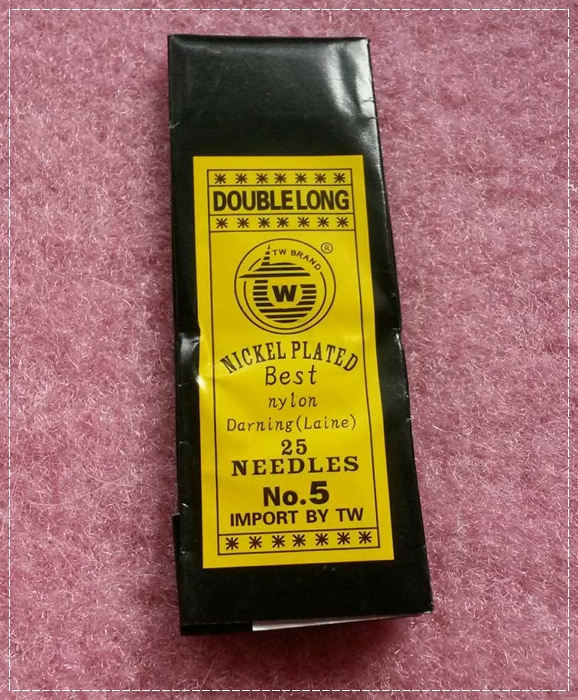 DOUBLE LONG
TW BRAND
®
W
NICKEL PLATED
Best
nylon
Darning(Laine)
25
NEEDLES
No.5
IMPORT BY TW